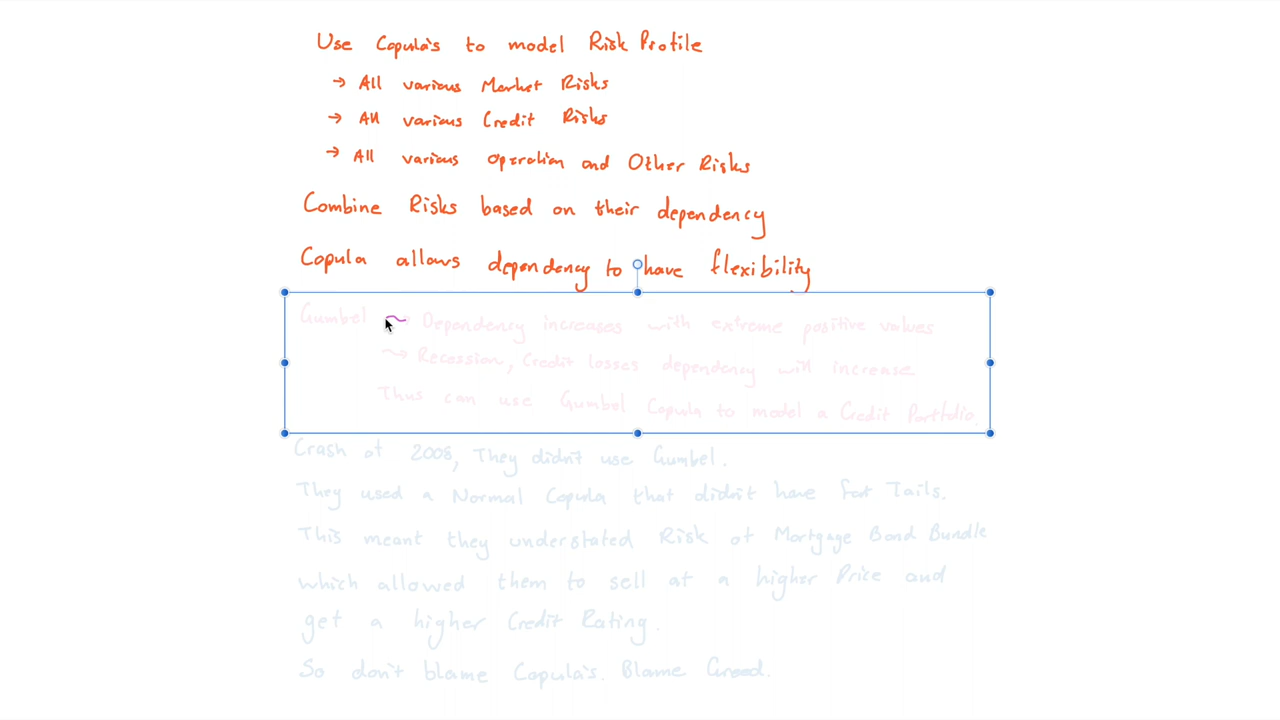 Use Copula's to model Risk Profile
→ All various Market Risks
→ All various Credit Risks
→ All various Operation and Other Risks
Combine Risks based on their dependency
Copula allows dependency to have flexibility
Gumbel ~> Dependency increases with extreme positive values
~> Recession, Credit losses dependency will increase
Thus can use Gumbel Copula to model a Credit Portfolio.
Crash of 2008, They didn't use Gumbel.
They used a Normal Copula that didn't have fat Tails.
This meant they understated Risk of Mortgage Bond Bundle
which allowed them to sell at a higher Price and
get a higher Credit Rating.
So don't blame Copula's. Blame Greed.